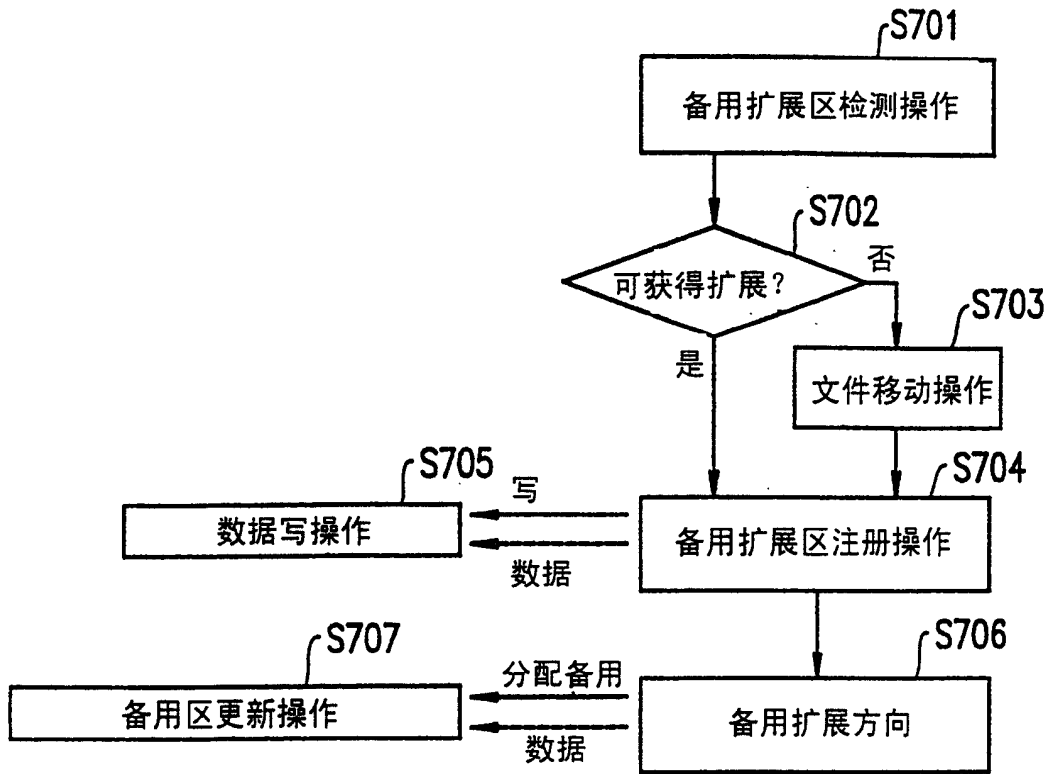 S701
备用扩展区检测操作
S702
可获得扩展?
否
是
S703
文件移动操作
S704
备用扩展区注册操作
S705
写
数据写操作
数据
S706
备用扩展方向
S707
分配备用
备用区更新操作
数据